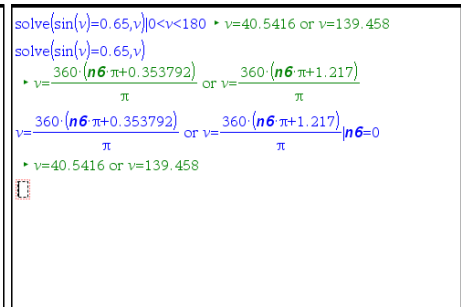 solve(sin(v)=0.65,v)|0<v<180 ▸ v=40.5416 or v=139.458
solve(sin(v)=0.65,v)
▸ v=360·(n6·π+0.353792)/π or v=360·(n6·π+1.217)/π
v=360·(n6·π+0.353792)/π or v=360·(n6·π+1.217)/π|n6=0
▸ v=40.5416 or v=139.458